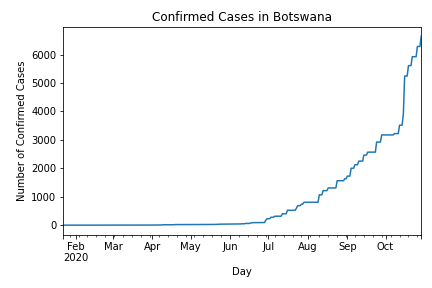 Confirmed Cases in Botswana
Number of Confirmed Cases
6000
5000
4000
3000
2000
1000
0
Feb Mar Apr May Jun Jul Aug Sep Oct
2020
Day